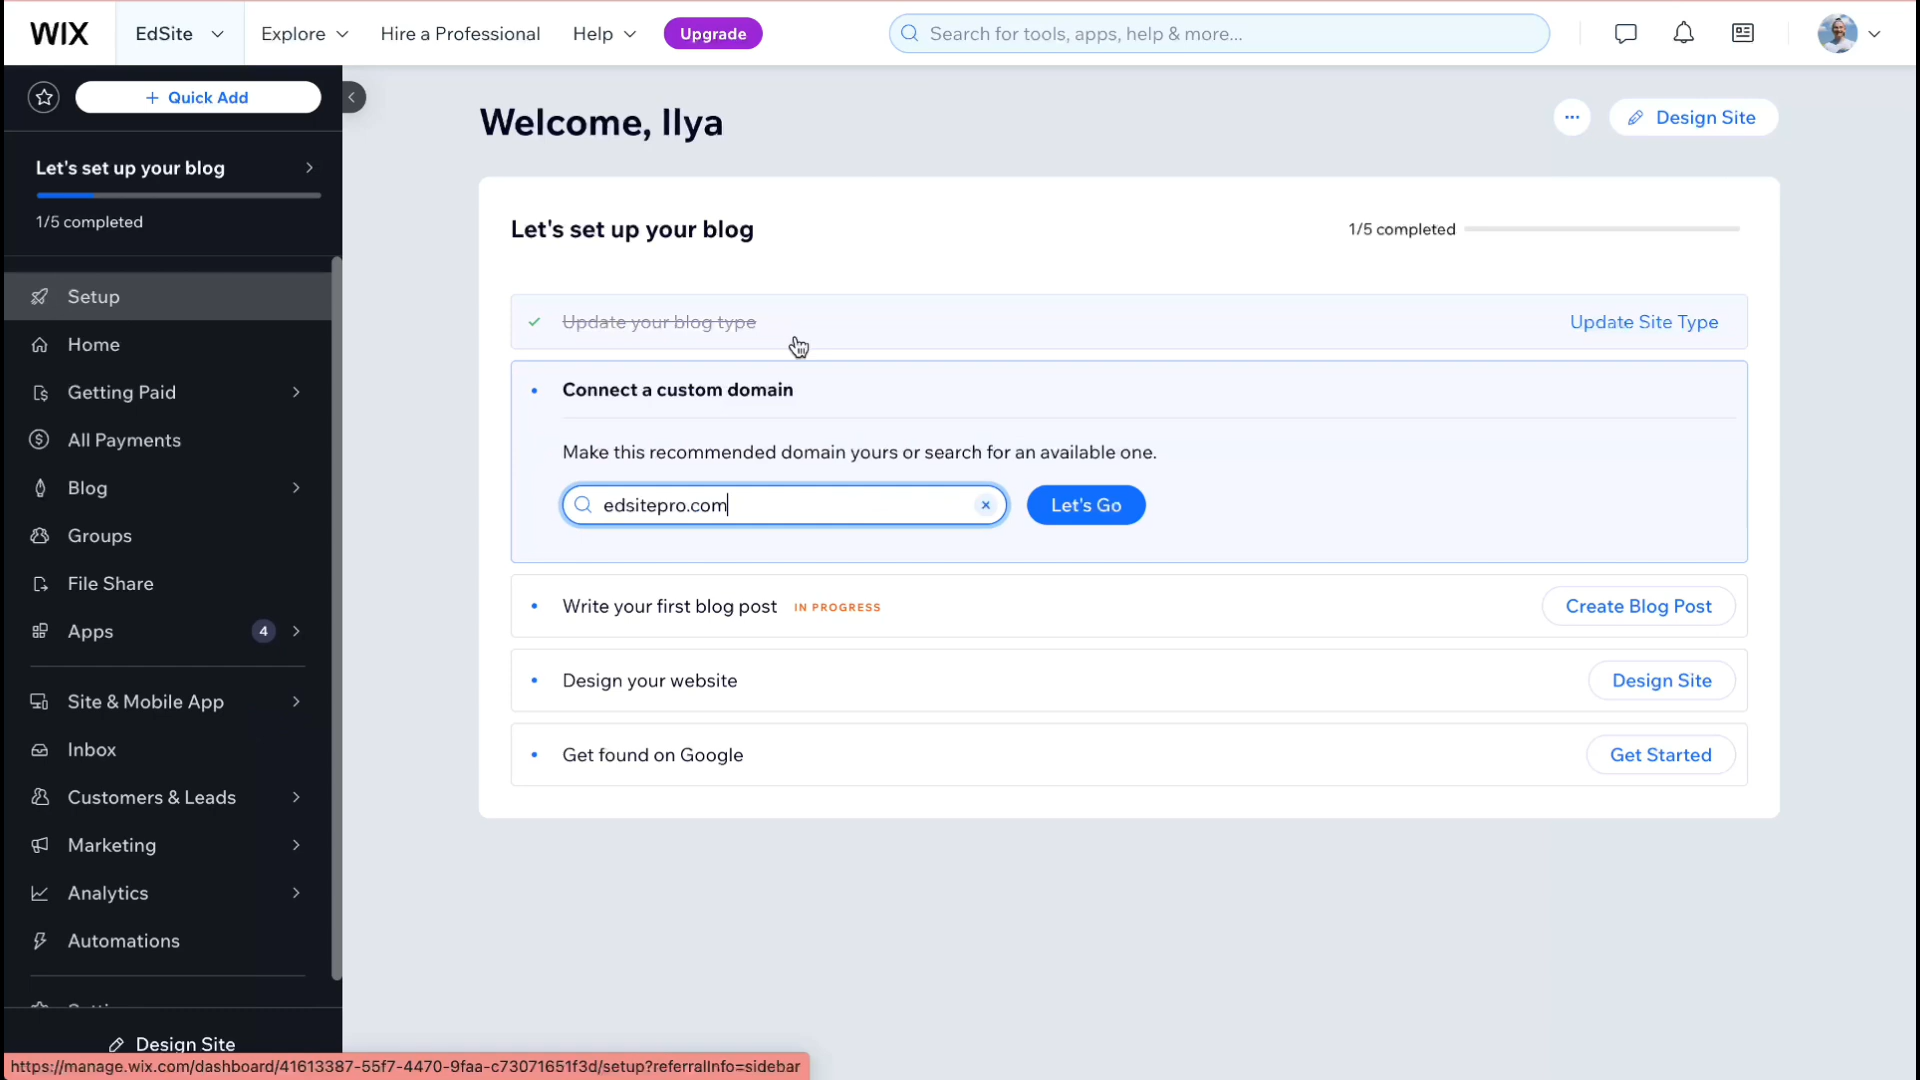 WIX
EdSite
Explore
Hire a Professional
Help
Upgrade
Search for tools, apps, help & more...
+ Quick Add
Let's set up your blog
1/5 completed
Setup
Home
Getting Paid
All Payments
Blog
Groups
File Share
Apps 4
Site & Mobile App
Inbox
Customers & Leads
Marketing
Analytics
Automations
Design Site
https://manage.wix.com/dashboard/41613387-55f7-4470-9faa-c73071651f3d/setup?referralInfo=sidebar
Welcome, Ilya
Design Site
Let's set up your blog
1/5 completed
Update your blog type
Update Site Type
Connect a custom domain
Make this recommended domain yours or search for an available one.
edsitepro.com
Let's Go
Write your first blog post IN PROGRESS
Create Blog Post
Design your website
Design Site
Get found on Google
Get Started